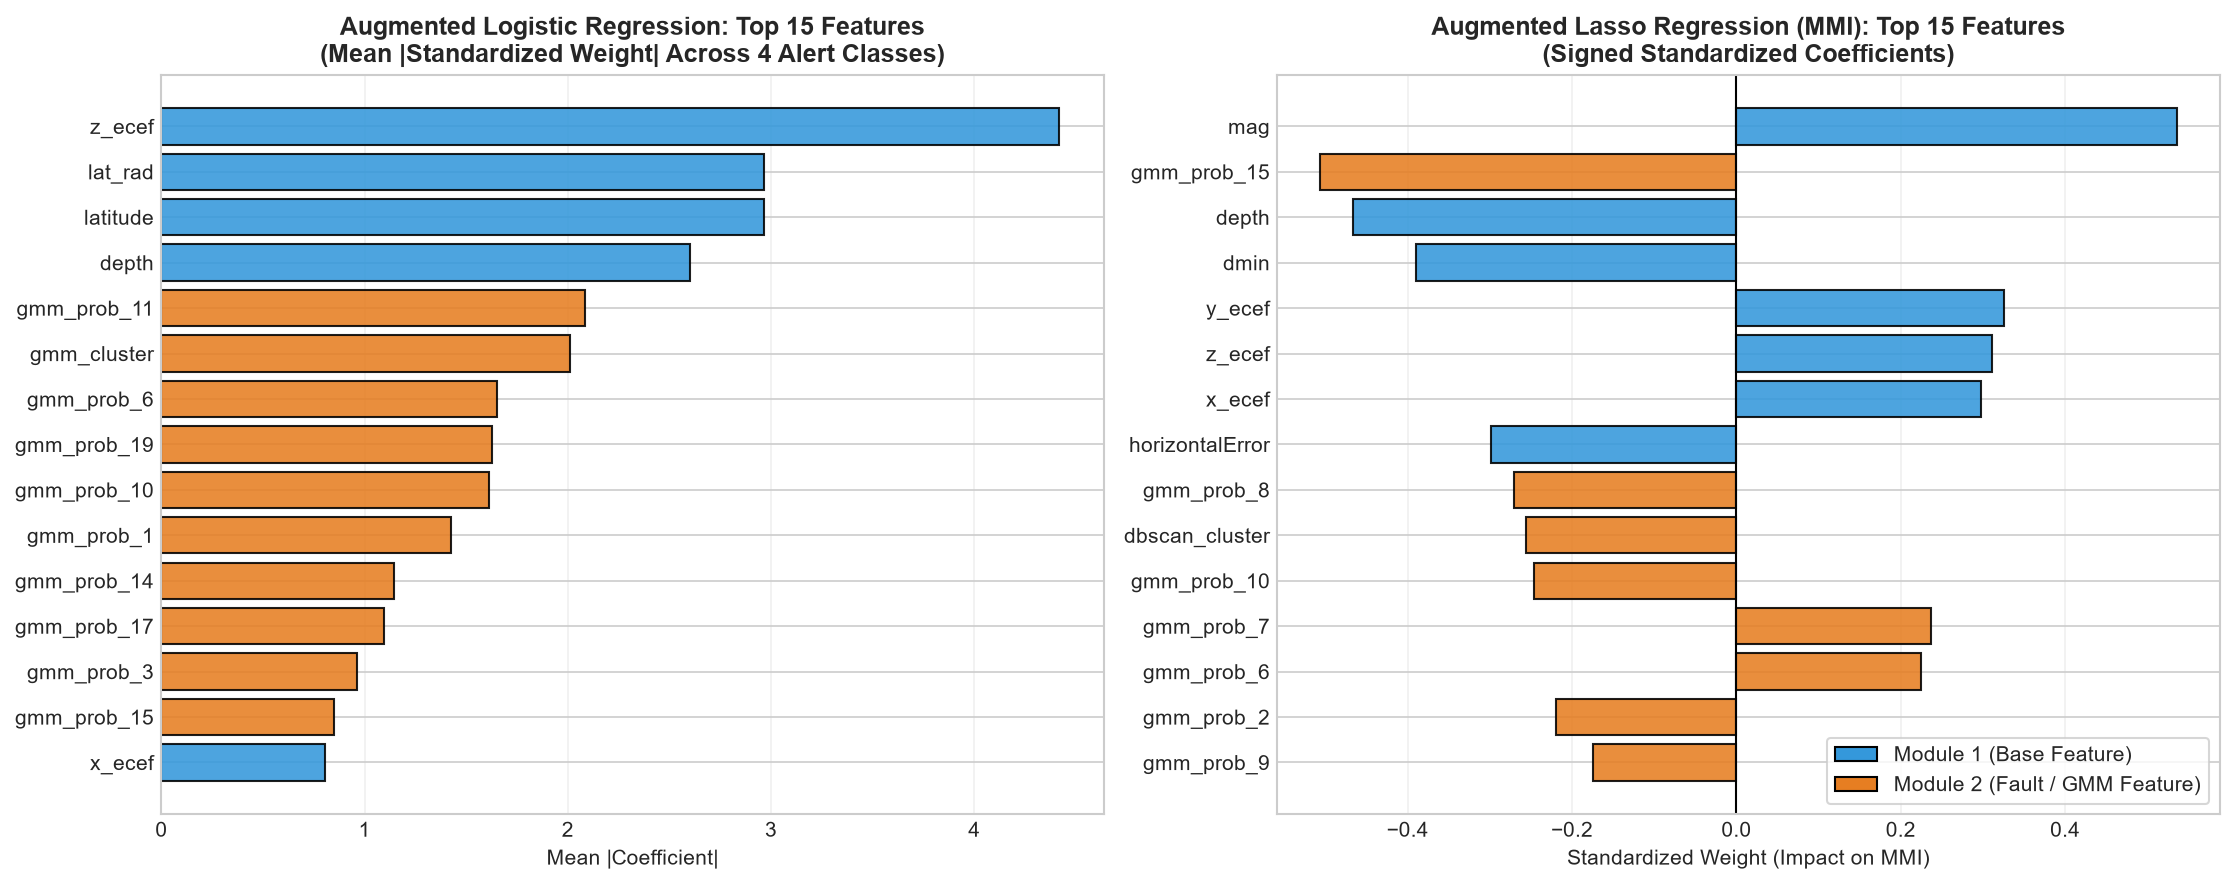 Augmented Logistic Regression: Top 15 Features
(Mean |Standardized Weight| Across 4 Alert Classes)
z_ecef
lat_rad
latitude
depth
gmm_prob_11
gmm_cluster
gmm_prob_6
gmm_prob_19
gmm_prob_10
gmm_prob_1
gmm_prob_14
gmm_prob_17
gmm_prob_3
gmm_prob_15
x_ecef
0 1 2 3 4
Mean |Coefficient|
Augmented Lasso Regression (MMI): Top 15 Features
(Signed Standardized Coefficients)
mag
gmm_prob_15
depth
dmin
y_ecef
z_ecef
x_ecef
horizontalError
gmm_prob_8
dbscan_cluster
gmm_prob_10
gmm_prob_7
gmm_prob_6
gmm_prob_2
gmm_prob_9
Module 1 (Base Feature)
Module 2 (Fault / GMM Feature)
−0.4 −0.2 0.0 0.2 0.4
Standardized Weight (Impact on MMI)